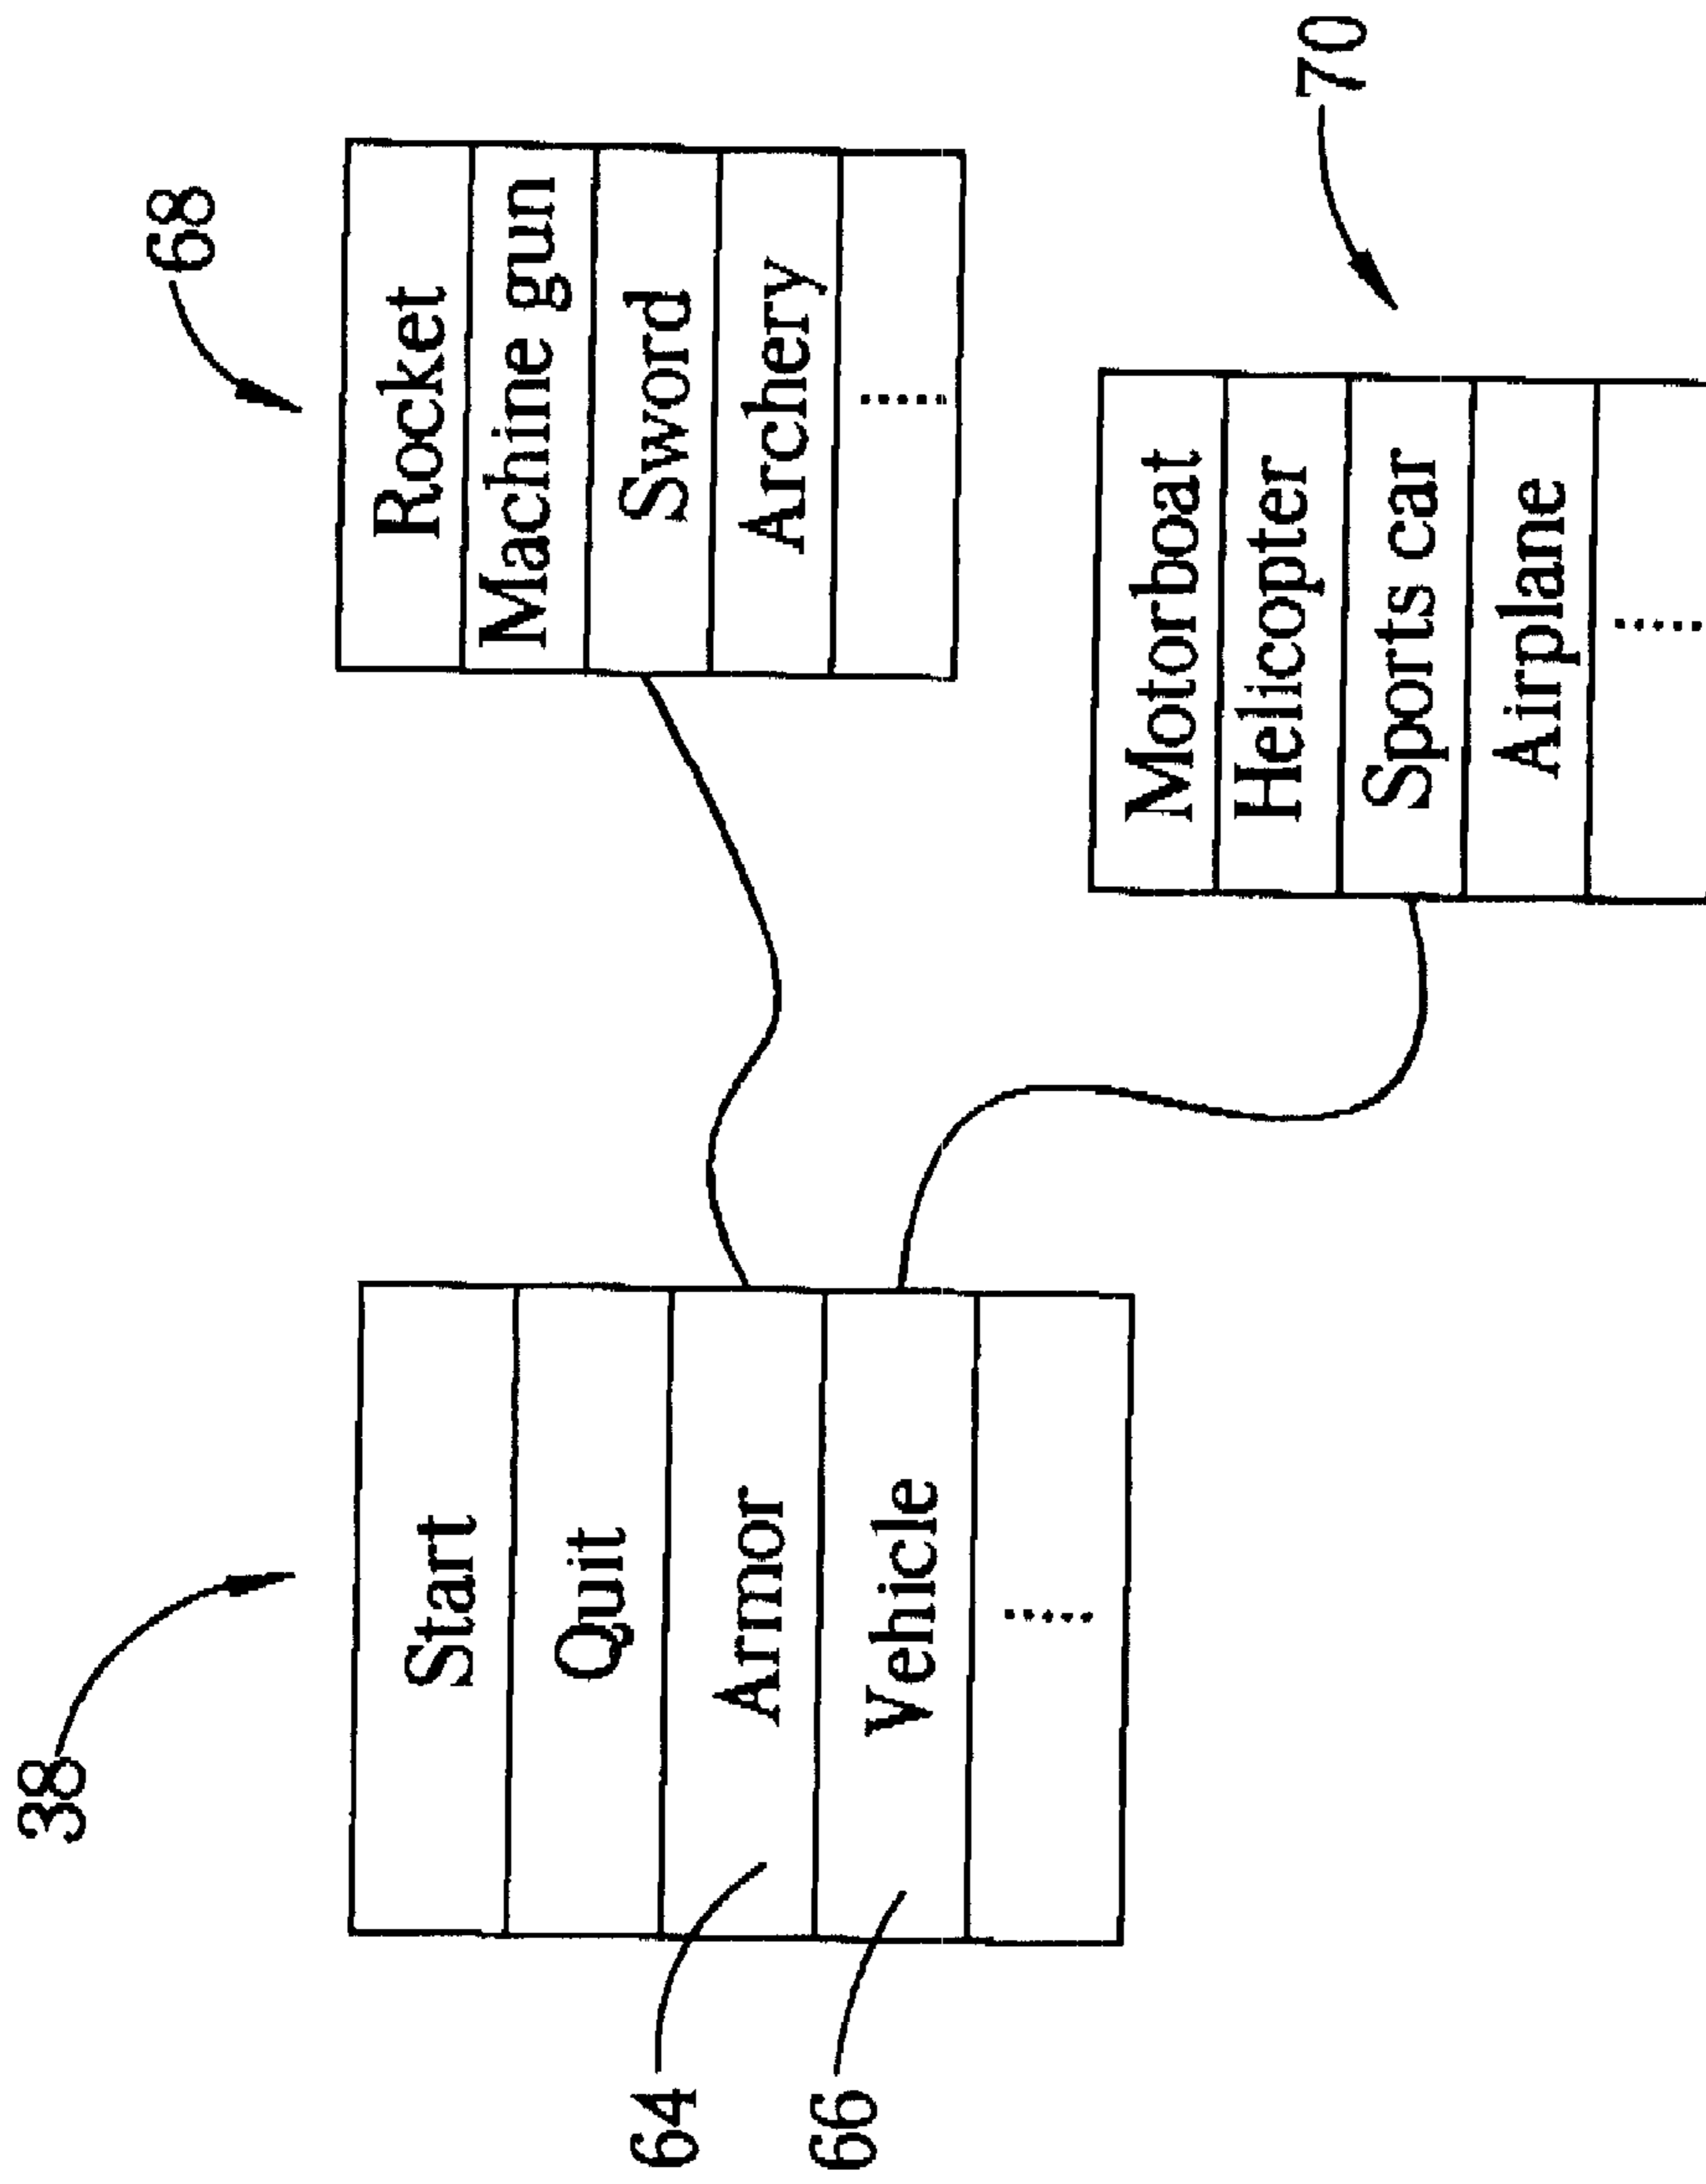 38
Start
Quit
Armor
Vehicle
.....
64
66
68
Rocket
Machine gun
Sword
Archery
.....
70
Motorboat
Helicopter
Sports car
Airplane
.....